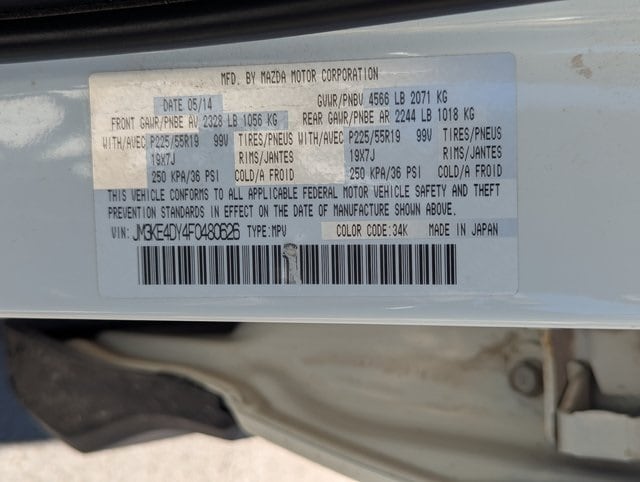 MFD. BY MAZDA MOTOR CORPORATION
DATE 05/14 GVWR/PNBV 4566 LB 2071 KG
FRONT GAWR/PNBE AV 2328 LB 1056 KG REAR GAWR/PNBE AR 2244 LB 1018 KG
WITH/AVEC P225/55R19 99V TIRES/PNEUS WITH/AVEC P225/55R19 99V TIRES/PNEUS
19X7J RIMS/JANTES 19X7J RIMS/JANTES
250 KPA/36 PSI COLD/A FROID 250 KPA/36 PSI COLD/A FROID
THIS VEHICLE CONFORMS TO ALL APPLICABLE FEDERAL MOTOR VEHICLE SAFETY AND THEFT
PREVENTION STANDARDS IN EFFECT ON THE DATE OF MANUFACTURE SHOWN ABOVE.
VIN: JM3KE4DY4F0480626 TYPE:MPV COLOR CODE:34K MADE IN JAPAN